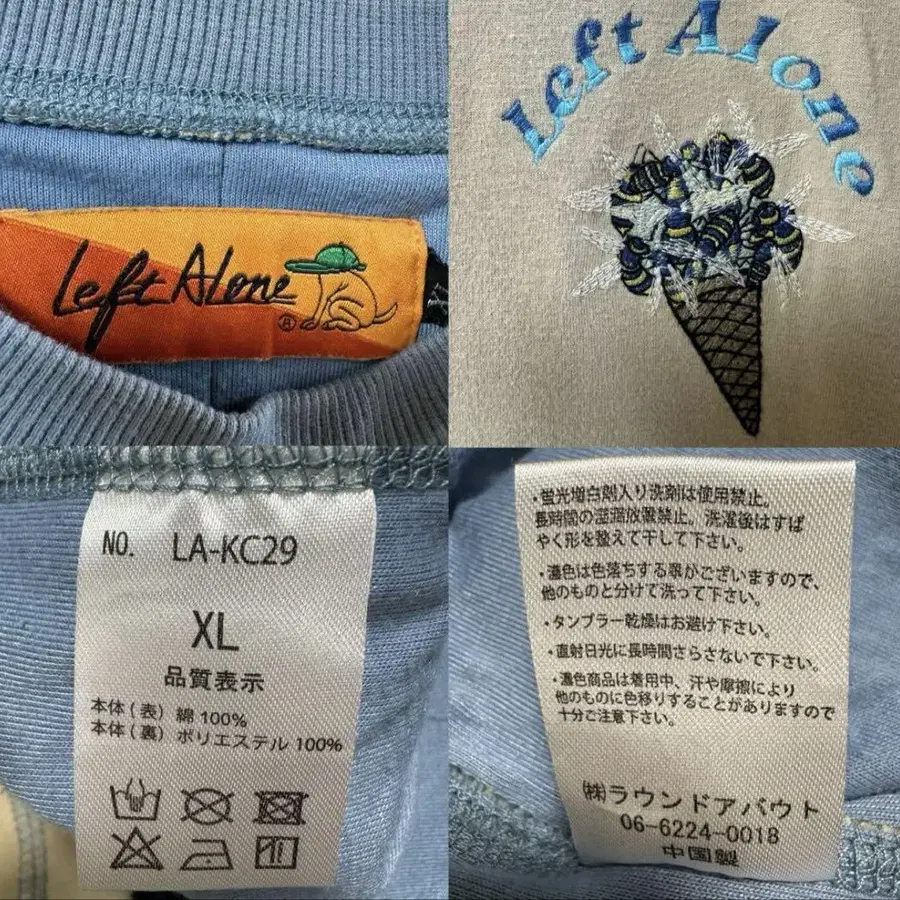 Left Alone
®
Left Alone
NO. LA-KC29
XL
品質表示
本体(表) 綿 100%
本体(裏) ポリエステル 100%
・蛍光増白剤入り洗剤は使用禁止。
長時間の湿潤放置禁止。洗濯後はすば
やく形を整えて干して下さい。
・濃色は色落ちする事がございますので、
他のものと分けて洗って下さい。
・タンブラー乾燥はお避け下さい。
・直射日光に長時間さらさないで下さい。
・濃色商品は着用中、汗や摩擦により
他のものに色移りすることがありますので
十分ご注意下さい。
㈱ラウンドアバウト
06-6224-0018
中国製